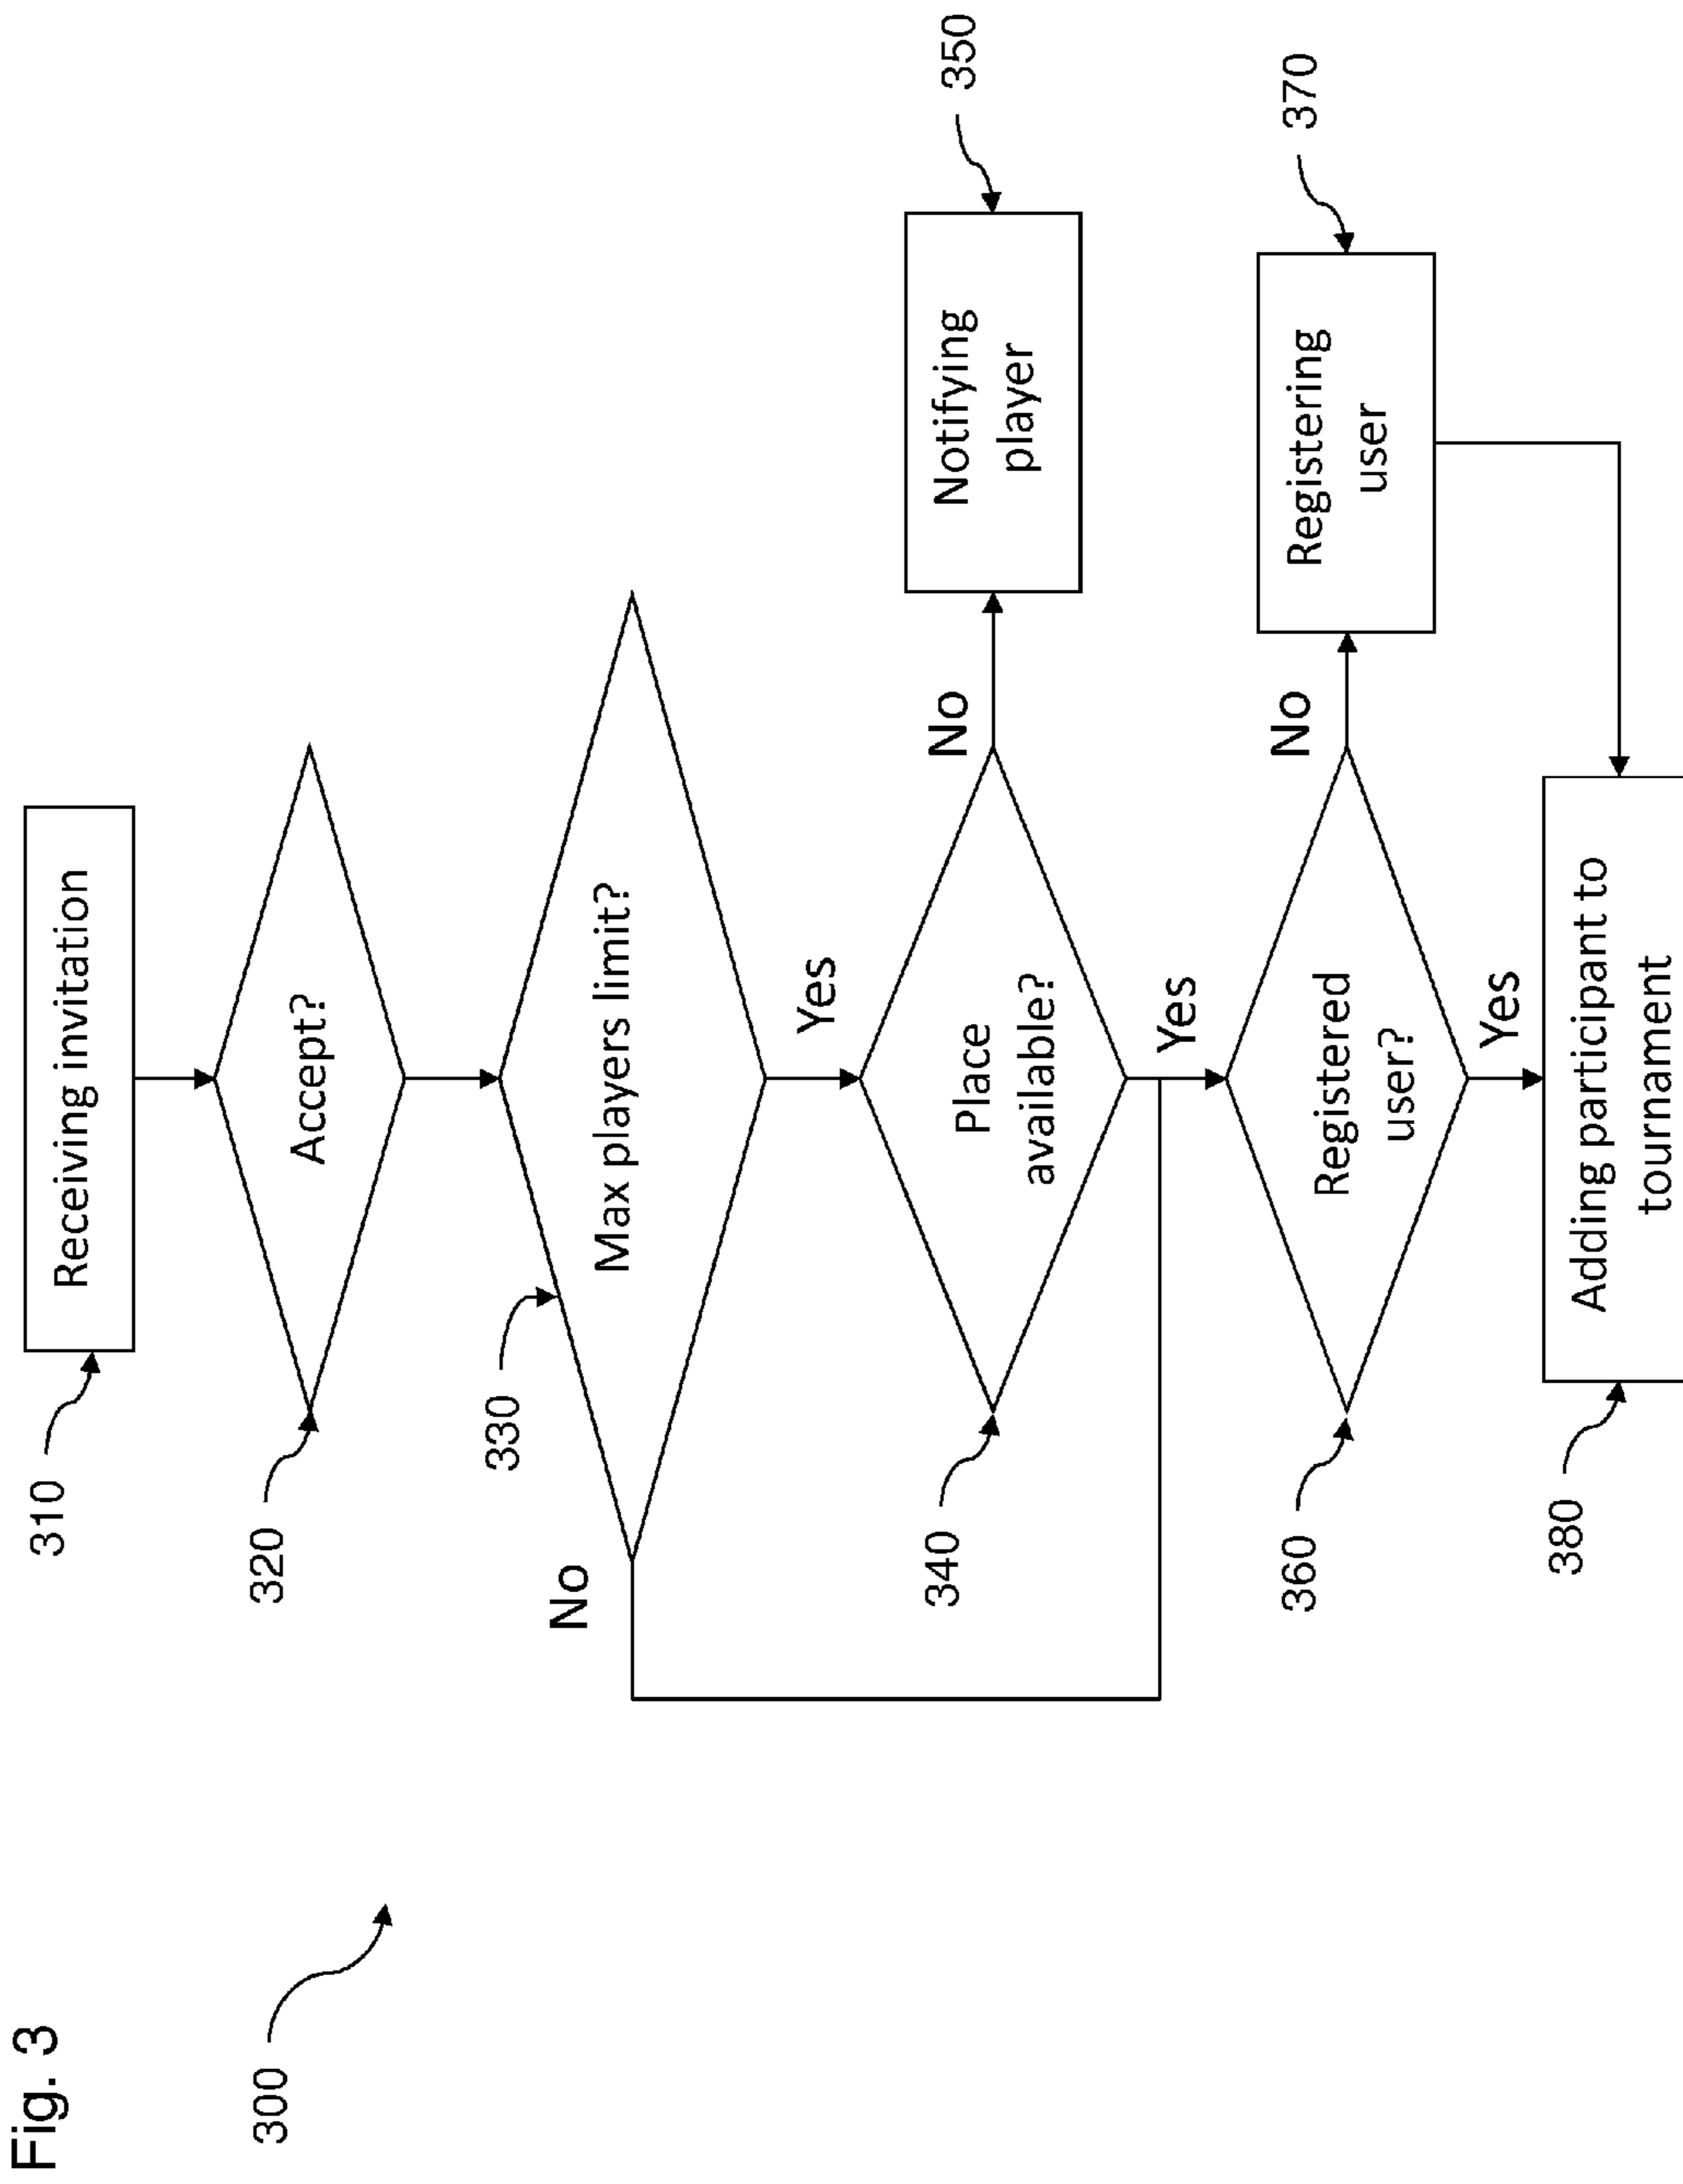 Fig. 3
300
310
Receiving invitation
320
Accept?
330
Max players limit?
No
Yes
340
Place
available?
No
Notifying
player
350
Yes
360
Registered
user?
No
Registering
user
370
Yes
380
Adding participant to
tournament